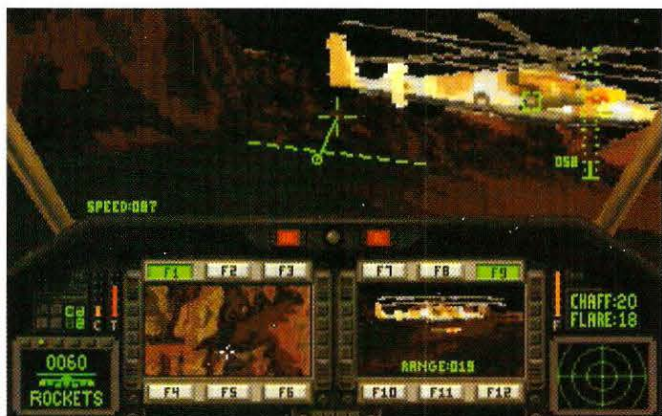 058
SPEED:087
F1 F2 F3
F7 F8 F9
C T
F
CHAFF:20
FLARE:18
0060
ROCKETS
RANGE:019
F4 F5 F6
F10 F11 F12